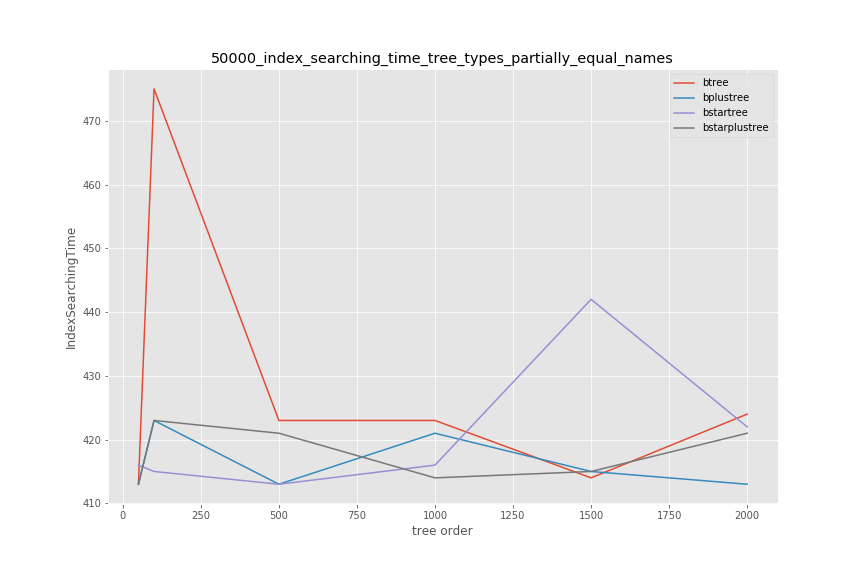 50000_index_searching_time_tree_types_partially_equal_names
btree
bplustree
bstartree
bstarplustree
IndexSearchingTime
470
460
450
440
430
420
410
0 250 500 750 1000 1250 1500 1750 2000
tree order